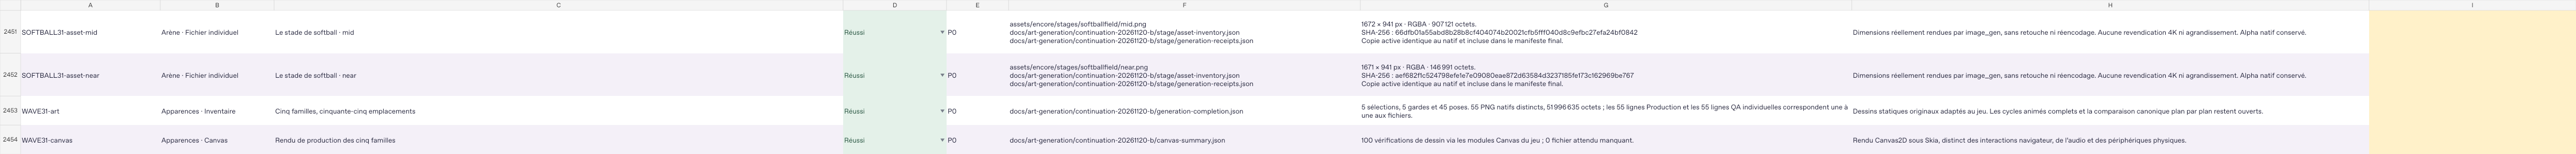 A B C D E F G H I
2451 SOFTBALL31-asset-mid Arène · Fichier individuel Le stade de softball · mid Réussi P0
assets/encore/stages/softballfield/mid.png
docs/art-generation/continuation-20261120-b/stage/asset-inventory.json
docs/art-generation/continuation-20261120-b/stage/generation-receipts.json
1672 × 941 px · RGBA · 907 121 octets.
SHA-256 : 66dfb01a55abd8b28b8cf404074b20021cfb5fff040d8c9efbc27efa24bf0842
Copie active identique au natif et incluse dans le manifeste final.
Dimensions réellement rendues par image_gen, sans retouche ni réencodage. Aucune revendication 4K ni agrandissement. Alpha natif conservé.
2452 SOFTBALL31-asset-near Arène · Fichier individuel Le stade de softball · near Réussi P0
assets/encore/stages/softballfield/near.png
docs/art-generation/continuation-20261120-b/stage/asset-inventory.json
docs/art-generation/continuation-20261120-b/stage/generation-receipts.json
1671 × 941 px · RGBA · 146 991 octets.
SHA-256 : aef682f1c524798efe1e7e09080eae872d63584d3237185fe173c162969be767
Copie active identique au natif et incluse dans le manifeste final.
Dimensions réellement rendues par image_gen, sans retouche ni réencodage. Aucune revendication 4K ni agrandissement. Alpha natif conservé.
2453 WAVE31-art Apparences · Inventaire Cinq familles, cinquante-cinq emplacements Réussi P0
docs/art-generation/continuation-20261120-b/generation-completion.json
5 sélections, 5 gardes et 45 poses. 55 PNG natifs distincts, 51 996 635 octets ; les 55 lignes Production et les 55 lignes QA individuelles correspondent une à
une aux fichiers.
Dessins statiques originaux adaptés au jeu. Les cycles animés complets et la comparaison canonique plan par plan restent ouverts.
2454 WAVE31-canvas Apparences · Canvas Rendu de production des cinq familles Réussi P0
docs/art-generation/continuation-20261120-b/canvas-summary.json
100 vérifications de dessin via les modules Canvas du jeu ; 0 fichier attendu manquant.
Rendu Canvas2D sous Skia, distinct des interactions navigateur, de l'audio et des périphériques physiques.